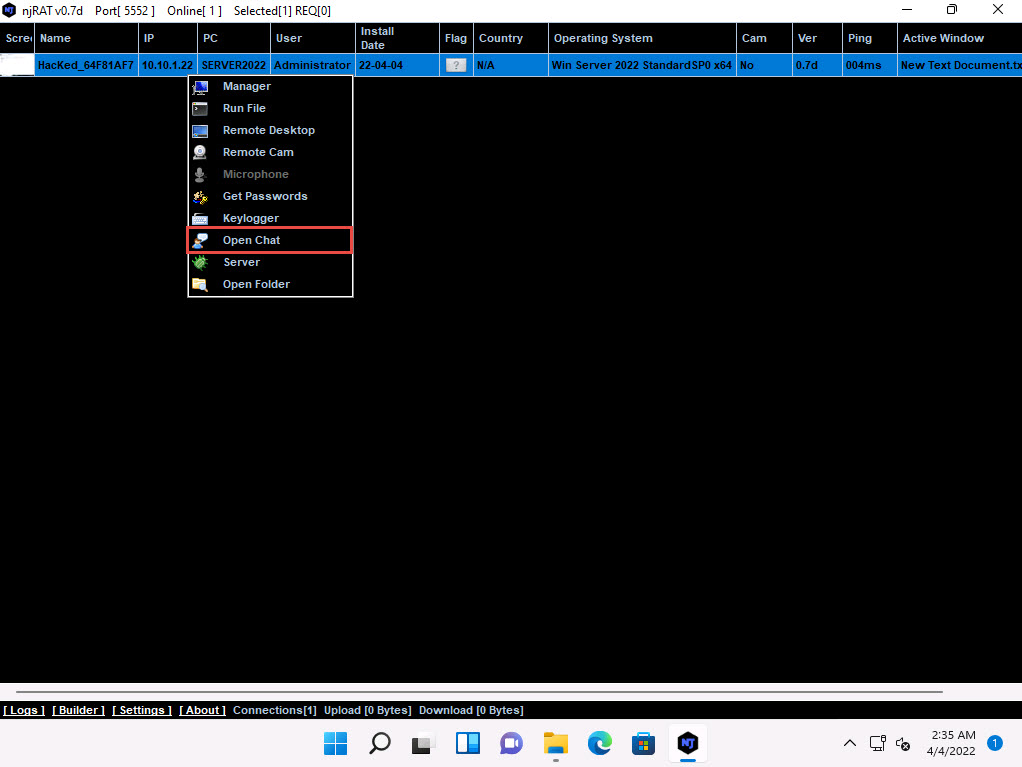 njRAT v0.7d Port[ 5552 ] Online[ 1 ] Selected[1] REQ[0]
Scree Name IP PC User Install Date Flag Country Operating System Cam Ver Ping Active Window
HacKed_64F81AF7 10.10.1.22 SERVER2022 Administrator 22-04-04 ? N/A Win Server 2022 StandardSP0 x64 No 0.7d 004ms New Text Document.tx
Manager
Run File
Remote Desktop
Remote Cam
Microphone
Get Passwords
Keylogger
Open Chat
Server
Open Folder
[ Logs ] [ Builder ] [ Settings ] [ About ] Connections[1] Upload [0 Bytes] Download [0 Bytes]
NJ
2:35 AM
4/4/2022
1